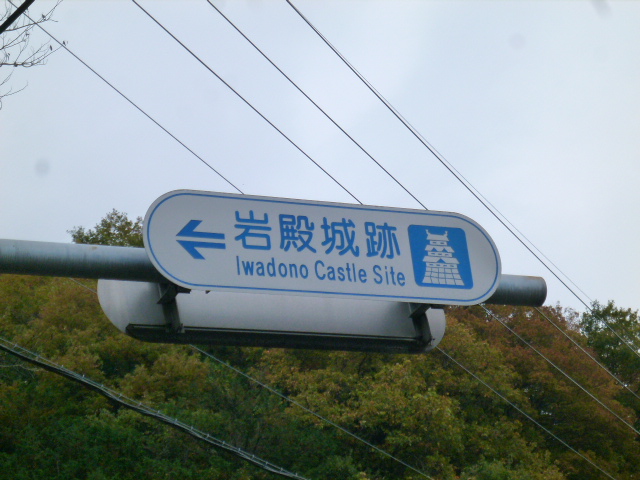 岩殿城跡
Iwadono Castle Site